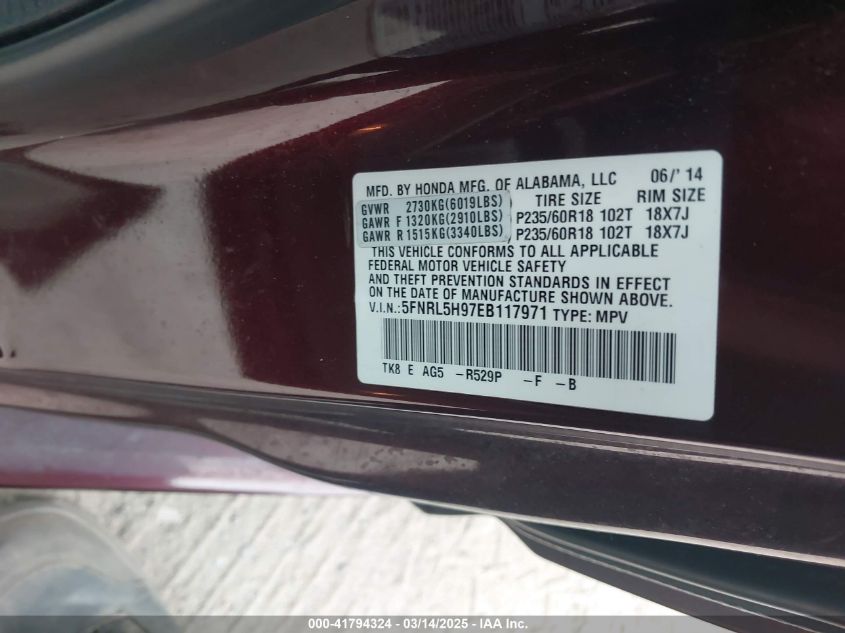 MFD. BY HONDA MFG. OF ALABAMA, LLC 06/' 14
GVWR 2730KG(6019LBS) TIRE SIZE RIM SIZE
GAWR F 1320KG(2910LBS) P235/60R18 102T 18X7J
GAWR R 1515KG(3340LBS) P235/60R18 102T 18X7J
THIS VEHICLE CONFORMS TO ALL APPLICABLE
FEDERAL MOTOR VEHICLE SAFETY
AND THEFT PREVENTION STANDARDS IN EFFECT
ON THE DATE OF MANUFACTURE SHOWN ABOVE.
V.I.N.:5FNRL5H97EB117971 TYPE: MPV
TK8 E AG5 -R529P -F -B
000-41794324 / 03/14/2025 - IAA Inc.